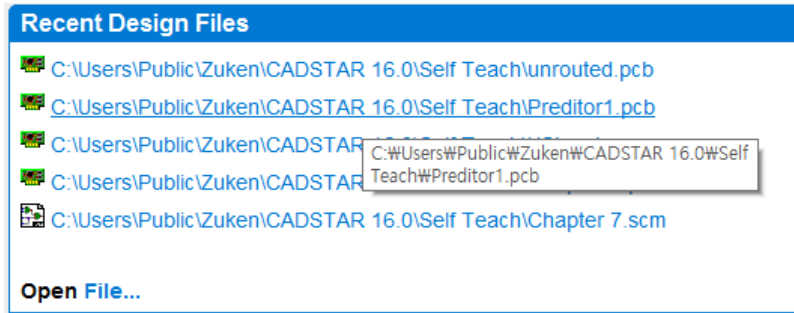 Recent Design Files
C:\Users\Public\Zuken\CADSTAR 16.0\Self Teach\unrouted.pcb
C:\Users\Public\Zuken\CADSTAR 16.0\Self Teach\Preditor1.pcb
C:\Users\Public\Zuken\CADSTAR
C:₩Users₩Public₩Zuken₩CADSTAR 16.0₩Self
Teach₩Preditor1.pcb
C:\Users\Public\Zuken\CADSTAR
C:\Users\Public\Zuken\CADSTAR 16.0\Self Teach\Chapter 7.scm
Open File...